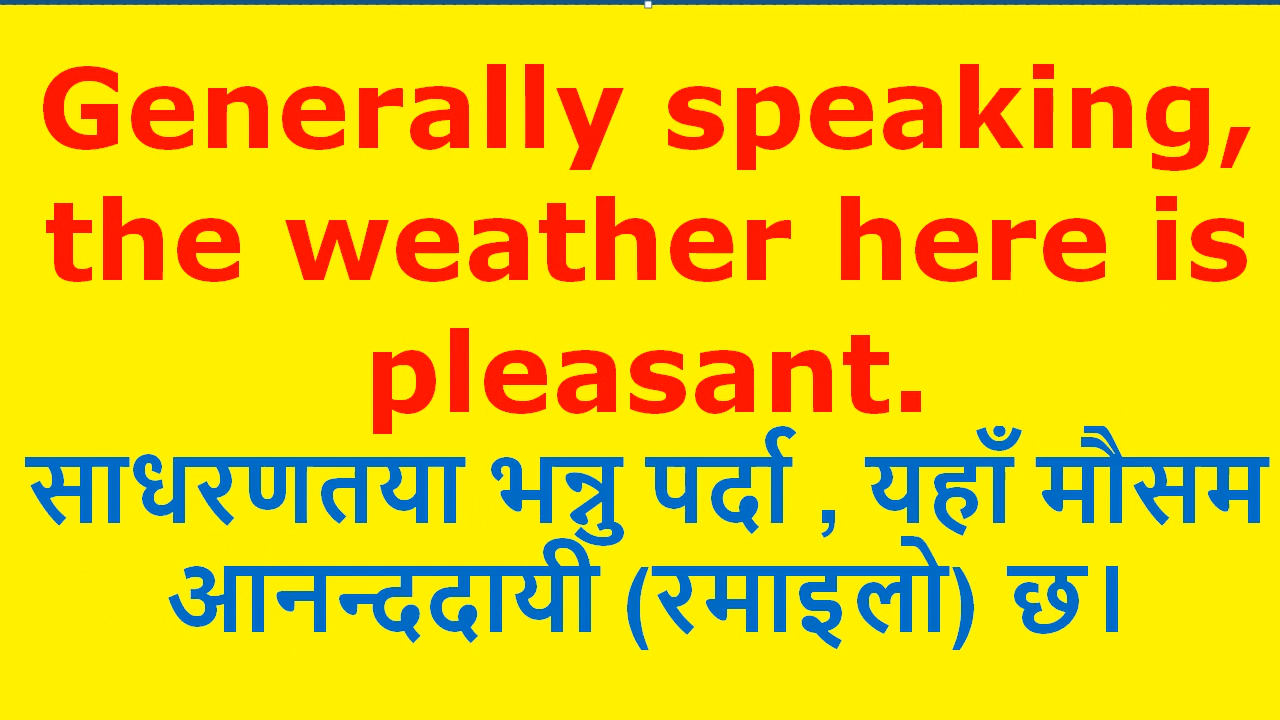 Generally speaking,
the weather here is
pleasant.
साधरणतया भन्नु पर्दा , यहाँ मौसम
आनन्ददायी (रमाइलो) छ।